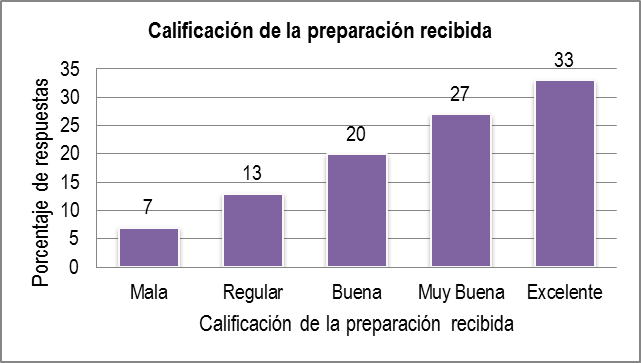 Calificación de la preparación recibida
Porcentaje de respuestas
35
30
25
20
15
10
5
0
7
13
20
27
33
Mala
Regular
Buena
Muy Buena
Excelente
Calificación de la preparación recibida